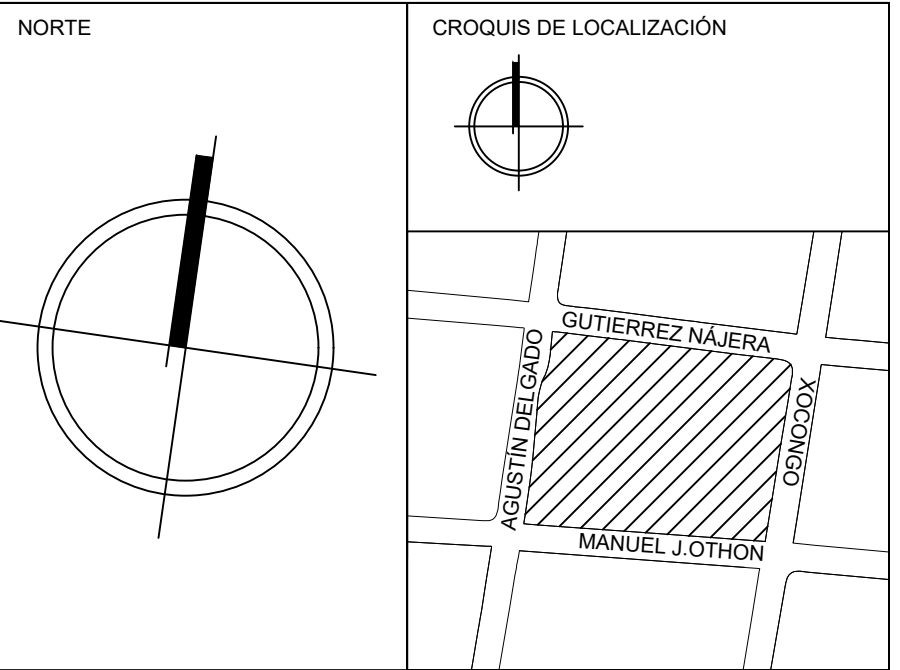 NORTE
CROQUIS DE LOCALIZACIÓN
GUTIERREZ NÁJERA
AGUSTÍN DELGADO
XOCONGO
MANUEL J.OTHON